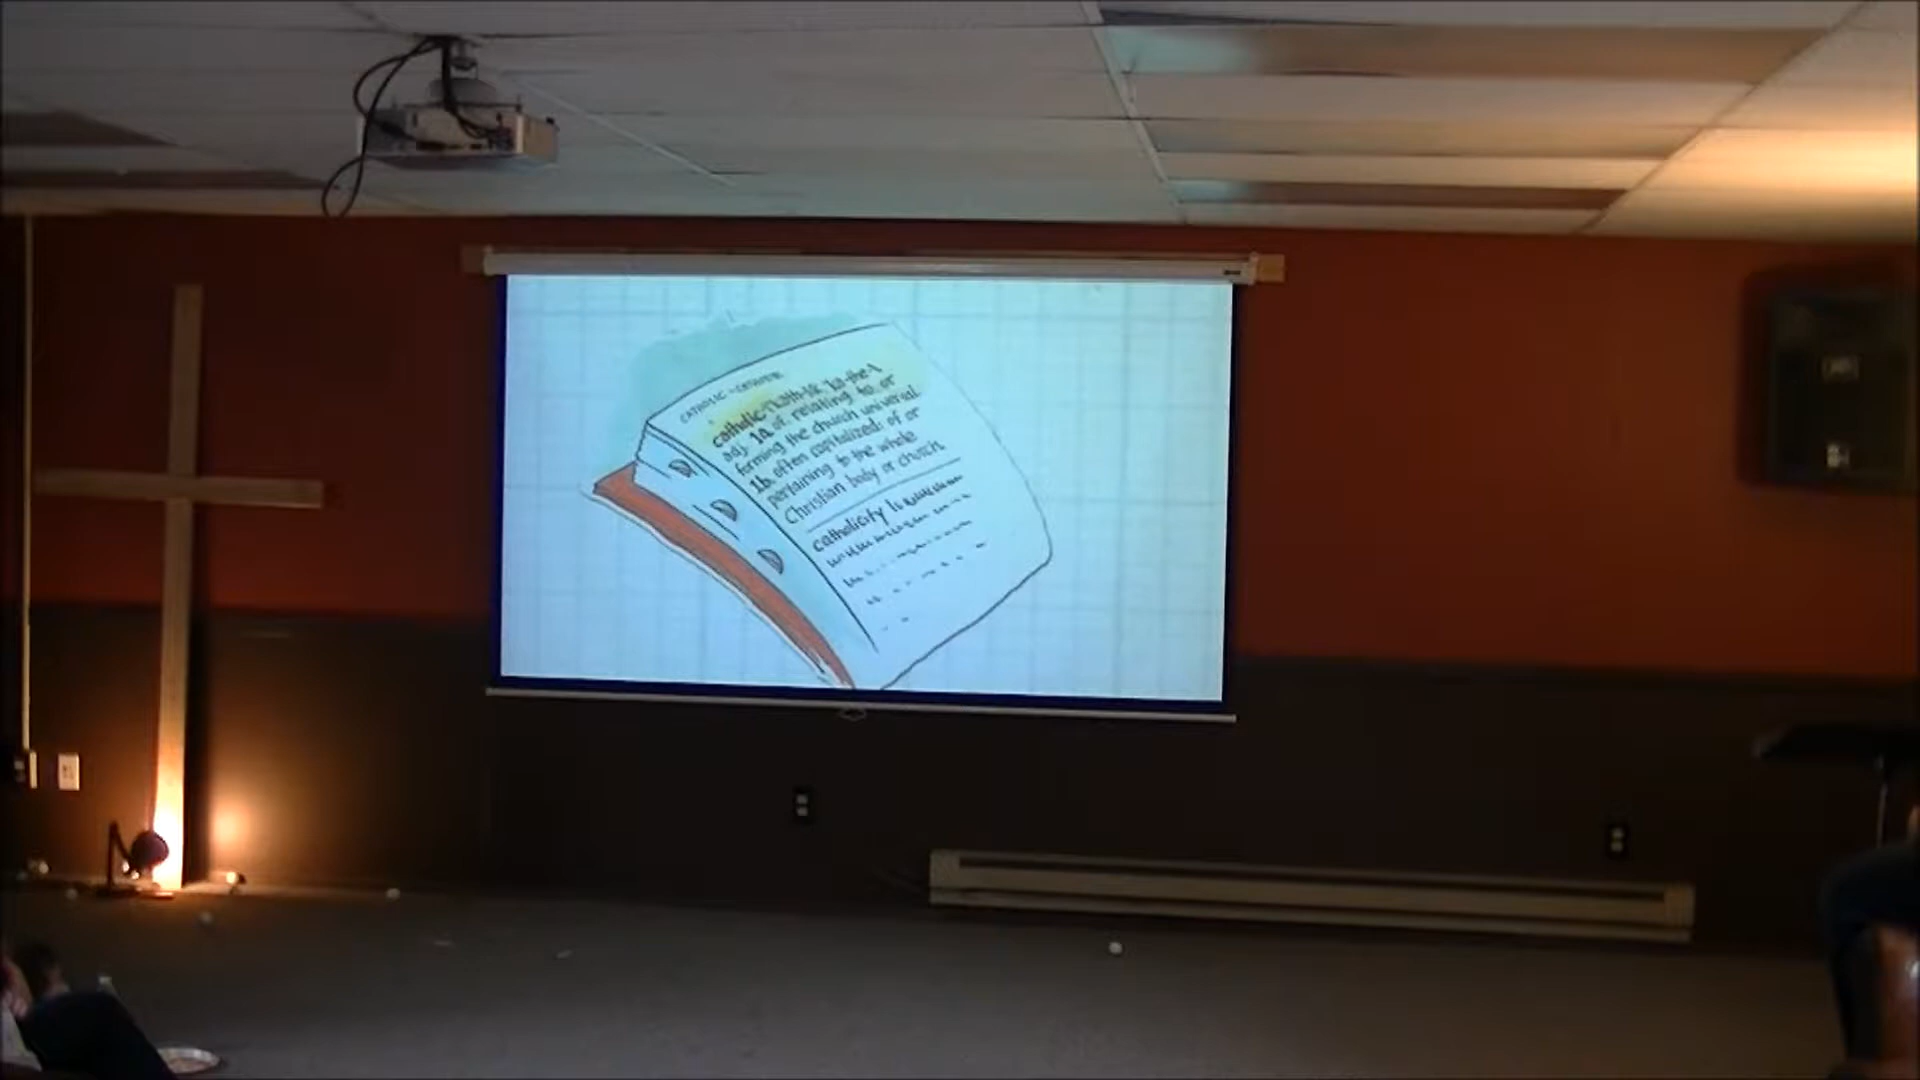 catholic
adj. 1a. of, relating to, or
forming the church universal.
1b. often capitalized: of or
pertaining to the whole
Christian body or church.
catholicity